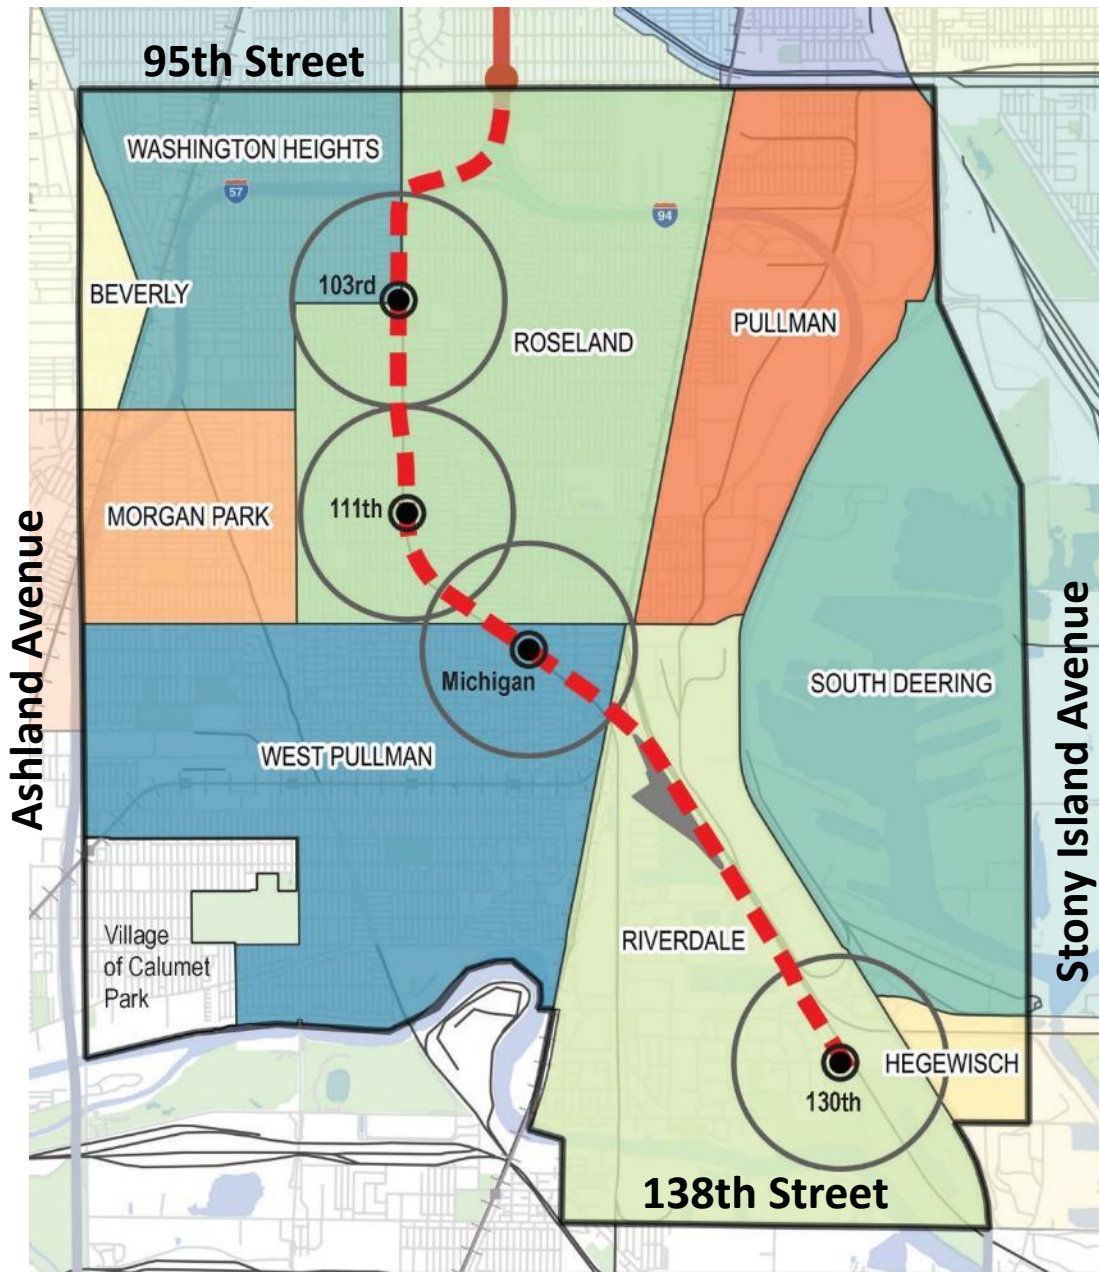 95th Street
WASHINGTON HEIGHTS
57
94
103rd
BEVERLY
PULLMAN
ROSELAND
111th
MORGAN PARK
Ashland Avenue
Michigan
SOUTH DEERING
Stony Island Avenue
WEST PULLMAN
RIVERDALE
Village
of Calumet
Park
HEGEWISCH
130th
138th Street